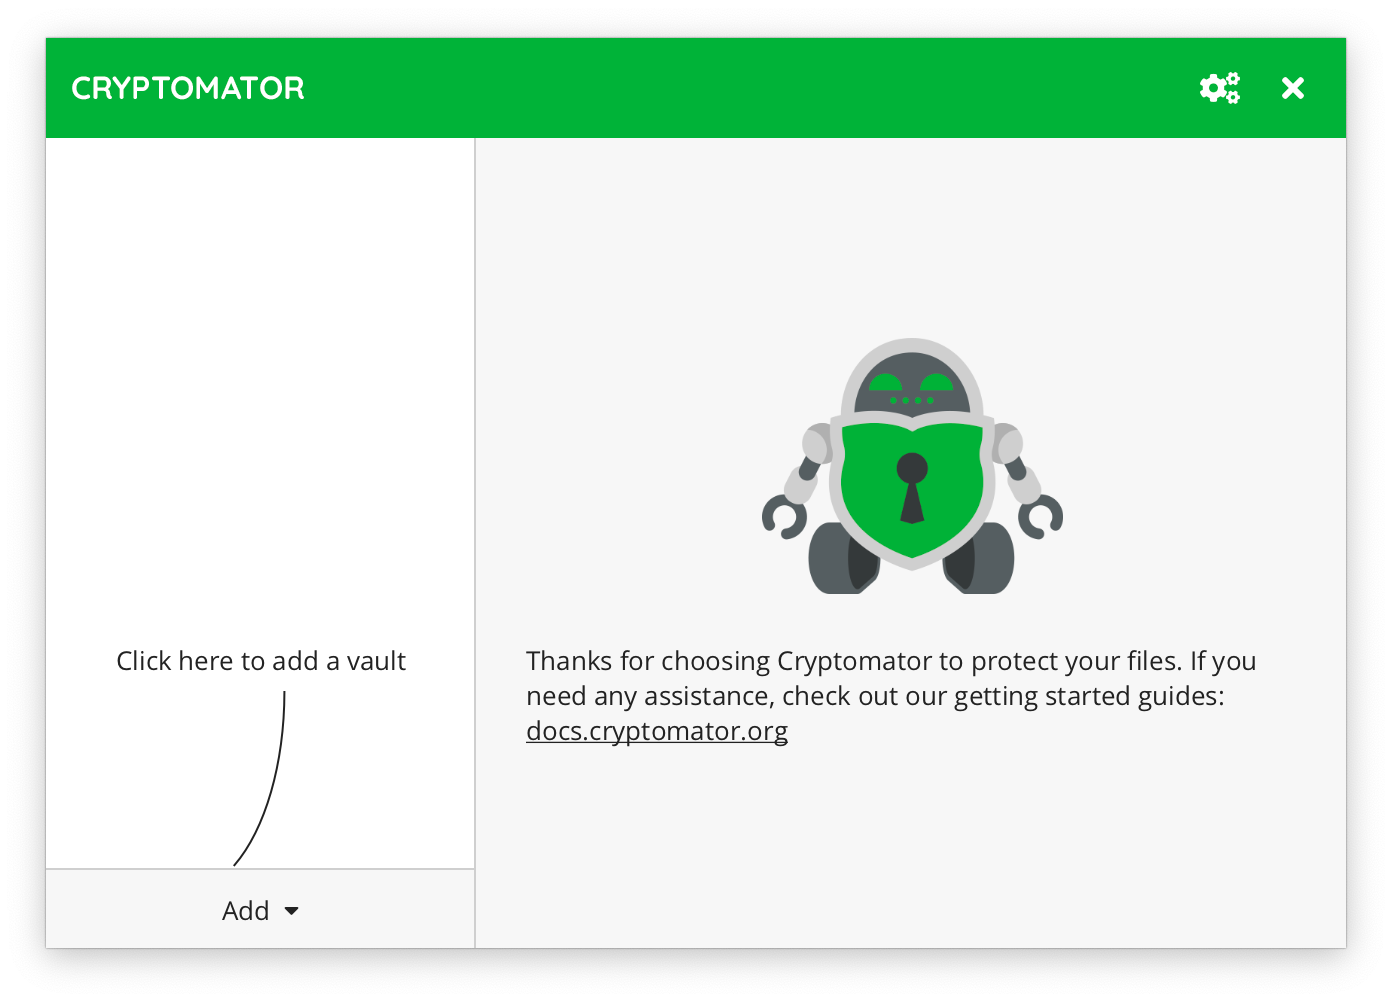 CRYPTOMATOR
Click here to add a vault
Add
Thanks for choosing Cryptomator to protect your files. If you
need any assistance, check out our getting started guides:
docs.cryptomator.org